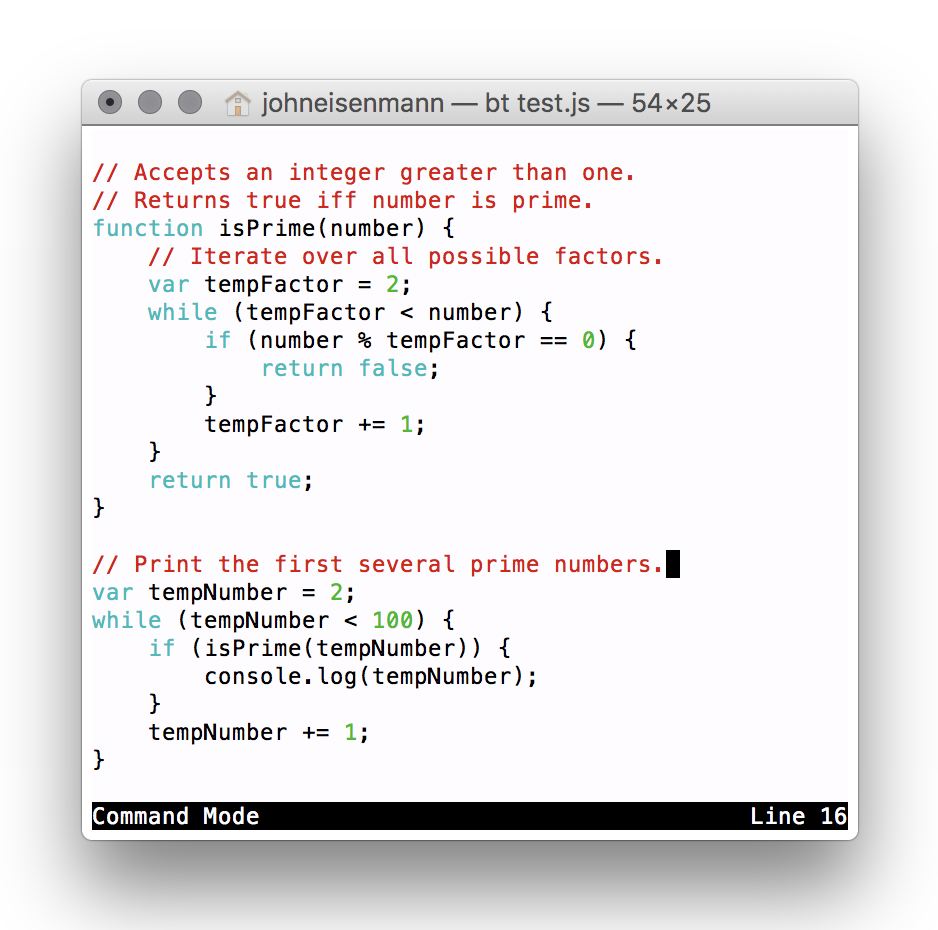 johneisenmann — bt test.js — 54×25
// Accepts an integer greater than one.
// Returns true iff number is prime.
function isPrime(number) {
    // Iterate over all possible factors.
    var tempFactor = 2;
    while (tempFactor < number) {
        if (number % tempFactor == 0) {
            return false;
        }
        tempFactor += 1;
    }
    return true;
}

// Print the first several prime numbers.
var tempNumber = 2;
while (tempNumber < 100) {
    if (isPrime(tempNumber)) {
        console.log(tempNumber);
    }
    tempNumber += 1;
}

Command Mode Line 16